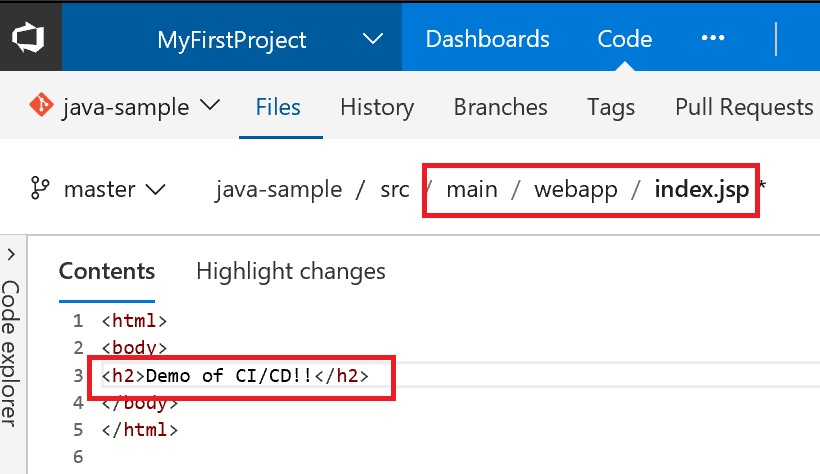 MyFirstProject Dashboards Code ...
java-sample Files History Branches Tags Pull Requests
master java-sample / src / main / webapp / index.jsp *
Contents Highlight changes
Code explorer
1 <html>
2 <body>
3 <h2>Demo of CI/CD!!</h2>
4 </body>
5 </html>
6